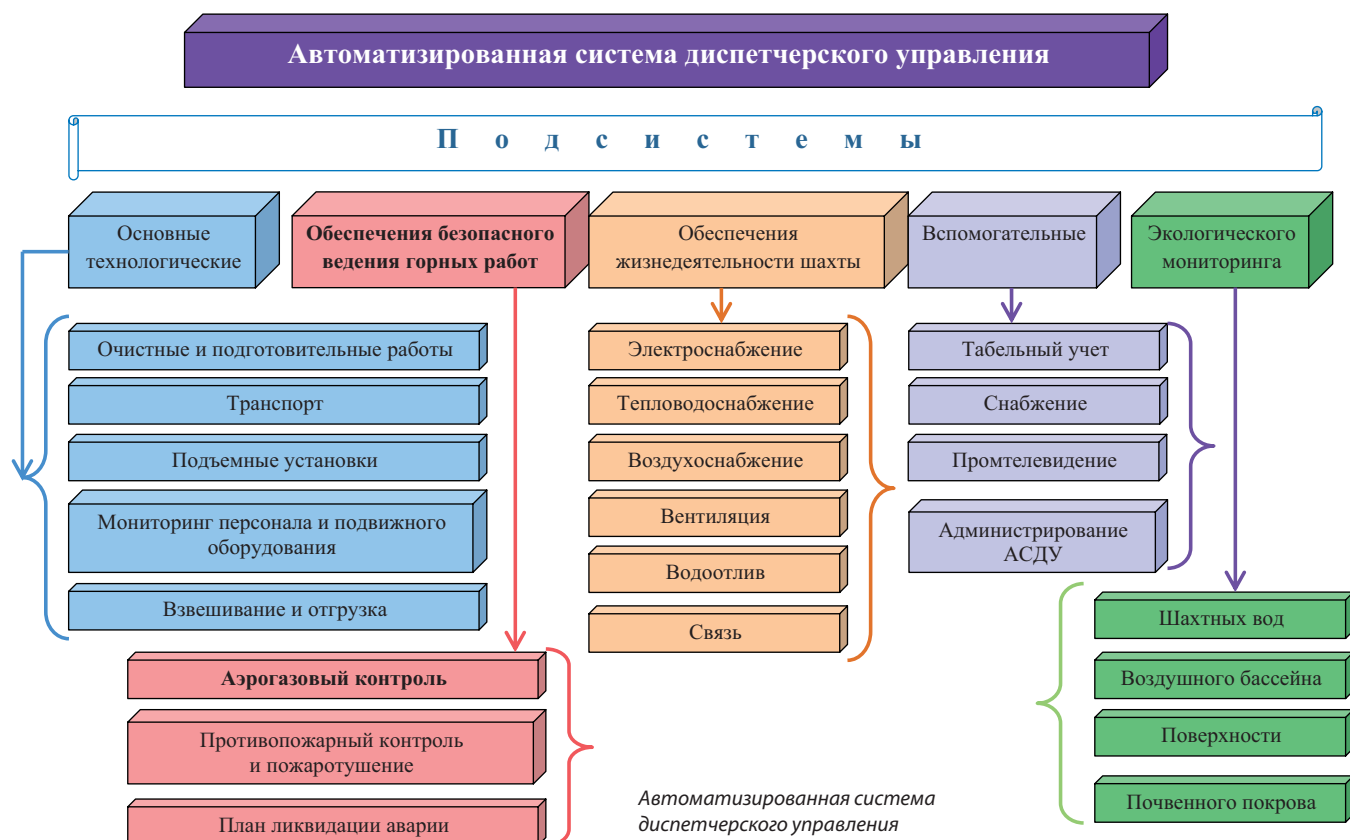 Автоматизированная система диспетчерского управления
Подсистемы
Основные
технологические
Обеспечения безопасного
ведения горных работ
Обеспечения
жизнедеятельности шахты
Вспомогательные
Экологического
мониторинга
Очистные и подготовительные работы
Транспорт
Подъемные установки
Мониторинг персонала и подвижного
оборудования
Взвешивание и отгрузка
Аэрогазовый контроль
Противопожарный контроль
и пожаротушение
План ликвидации аварии
Электроснабжение
Тепловодоснабжение
Воздухоснабжение
Вентиляция
Водоотлив
Связь
Табельный учет
Снабжение
Промтелевидение
Администрирование
АСДУ
Шахтных вод
Воздушного бассейна
Поверхности
Почвенного покрова
Автоматизированная система
диспетчерского управления